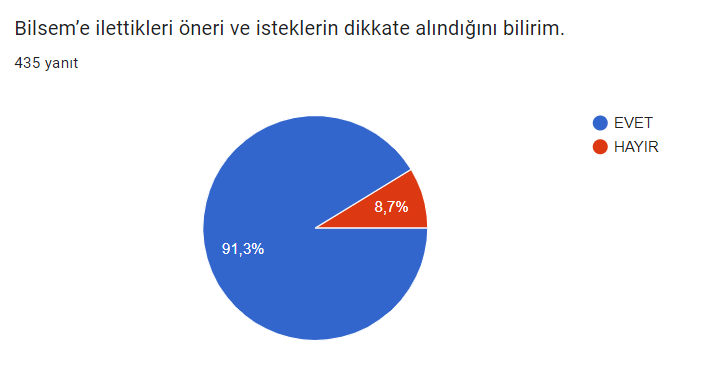 Bilsem’e ilettikleri öneri ve isteklerin dikkate alındığını bilirim.
435 yanıt
EVET
HAYIR
8,7%
91,3%